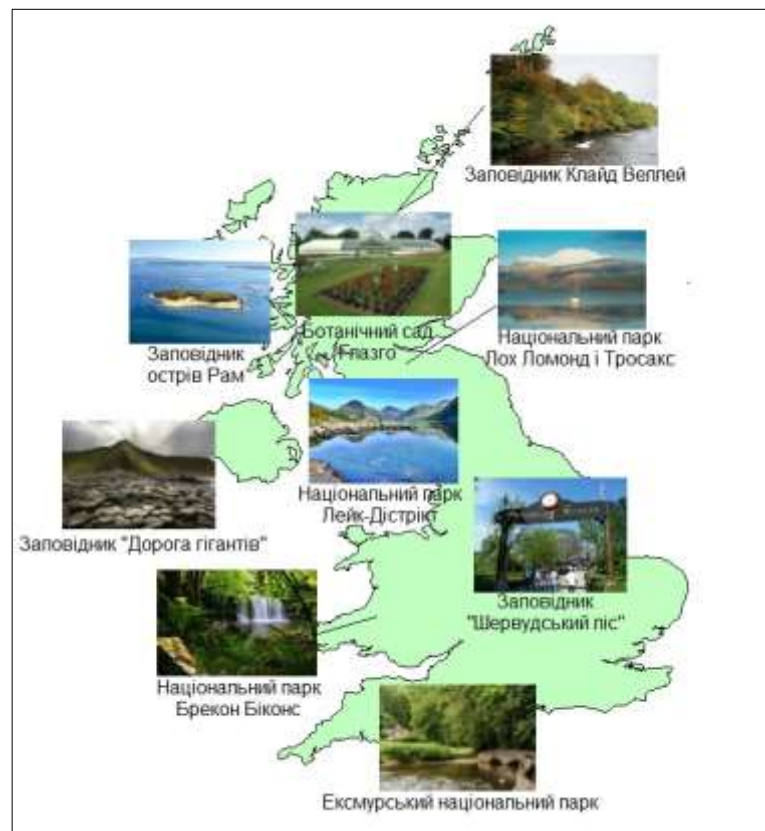 Заповідник Клайд Веллей
Ботанічний сад
Глазго
Національний парк
Лох Ломонд і Тросакс
Заповідник
острів Рам
Національний парк
Лейк-Дістрікт
Заповідник "Дорога гігантів"
Заповідник
"Шервудський ліс"
Національний парк
Брекон Біконс
Ексмурський національний парк